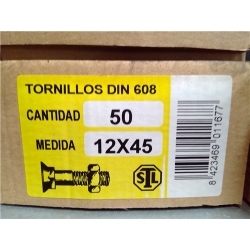 TORNILLOS DIN 608
CANTIDAD 50
MEDIDA 12X45
STL
8 423469 011677